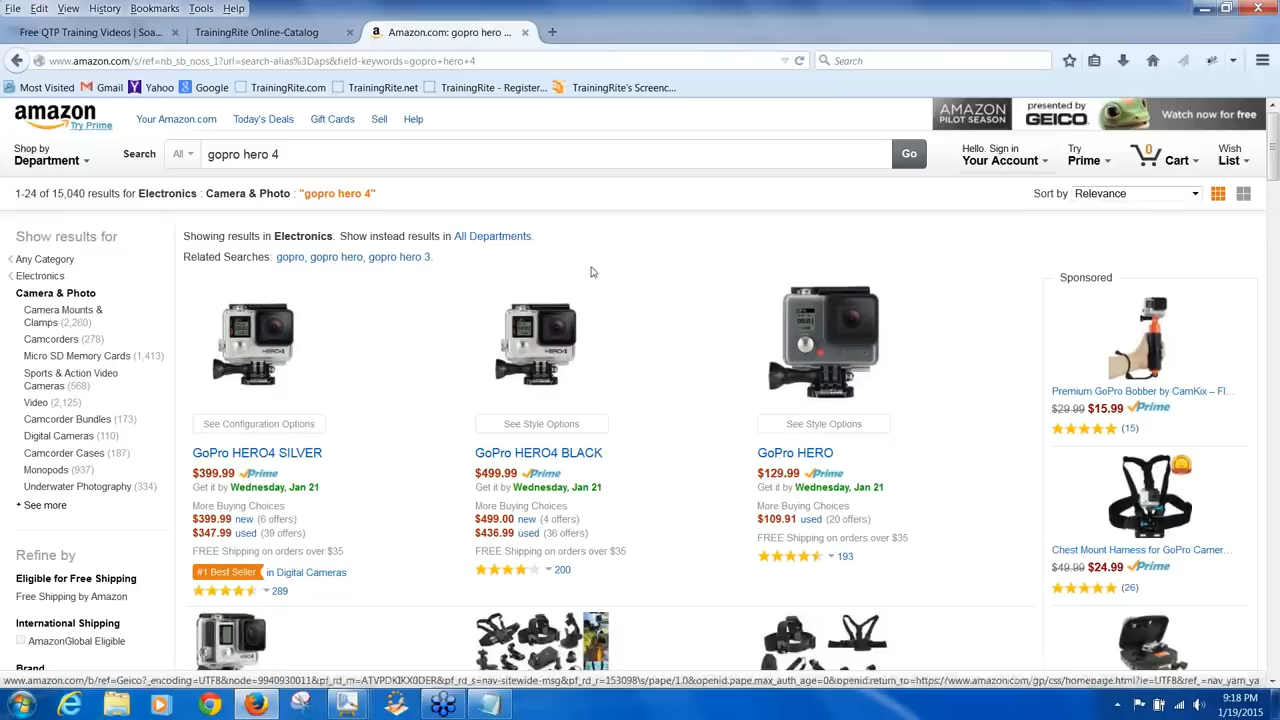 File Edit View History Bookmarks Tools Help
Free QTP Training Videos | Soa... × TrainingRite Online-Catalog × Amazon.com: gopro hero ... × +
www.amazon.com/s/ref=nb_sb_noss_1?url=search-alias%3Daps&field-keywords=gopro+hero+4 Search
Most Visited Gmail Yahoo Google TrainingRite.com TrainingRite.net TrainingRite - Register... TrainingRite's Screenc...
amazon
Try Prime
Your Amazon.com Today's Deals Gift Cards Sell Help
AMAZON PILOT SEASON
presented by GEICO
Watch now for free
Shop by
Department
Search All gopro hero 4 Go
Hello. Sign in
Your Account
Try
Prime
0
Cart
Wish
List
1-24 of 15,040 results for Electronics : Camera & Photo : "gopro hero 4"
Sort by Relevance
Show results for
Any Category
Electronics
Camera & Photo
Camera Mounts &
Clamps (2,260)
Camcorders (278)
Micro SD Memory Cards (1,413)
Sports & Action Video
Cameras (568)
Video (2,125)
Camcorder Bundles (173)
Digital Cameras (110)
Camcorder Cases (187)
Monopods (937)
Underwater Photography (334)
+ See more
Refine by
Eligible for Free Shipping
Free Shipping by Amazon
International Shipping
AmazonGlobal Eligible
Brand
Showing results in Electronics. Show instead results in All Departments.
Related Searches: gopro, gopro hero, gopro hero 3.
HERO4
See Configuration Options
GoPro HERO4 SILVER
$399.99 Prime
Get it by Wednesday, Jan 21
More Buying Choices
$399.99 new (6 offers)
$347.99 used (39 offers)
FREE Shipping on orders over $35
#1 Best Seller in Digital Cameras
289
HERO4
See Style Options
GoPro HERO4 BLACK
$499.99 Prime
Get it by Wednesday, Jan 21
More Buying Choices
$499.00 new (4 offers)
$436.99 used (36 offers)
FREE Shipping on orders over $35
200
See Style Options
GoPro HERO
$129.99 Prime
Get it by Wednesday, Jan 21
More Buying Choices
$109.91 used (20 offers)
FREE Shipping on orders over $35
193
Sponsored
Premium GoPro Bobber by CamKix – Fl...
$29.99 $15.99 Prime
(15)
Chest Mount Harness for GoPro Camer...
$49.99 $24.99 Prime
(26)
9:18 PM
1/19/2015